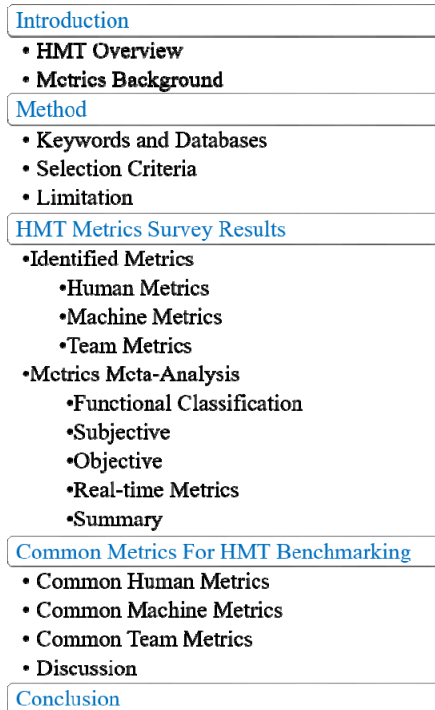 Introduction
• HMT Overview
• Metrics Background
Method
• Keywords and Databases
• Selection Criteria
• Limitation
HMT Metrics Survey Results
•Identified Metrics
•Human Metrics
•Machine Metrics
•Team Metrics
•Metrics Meta-Analysis
•Functional Classification
•Subjective
•Objective
•Real-time Metrics
•Summary
Common Metrics For HMT Benchmarking
• Common Human Metrics
• Common Machine Metrics
• Common Team Metrics
• Discussion
Conclusion